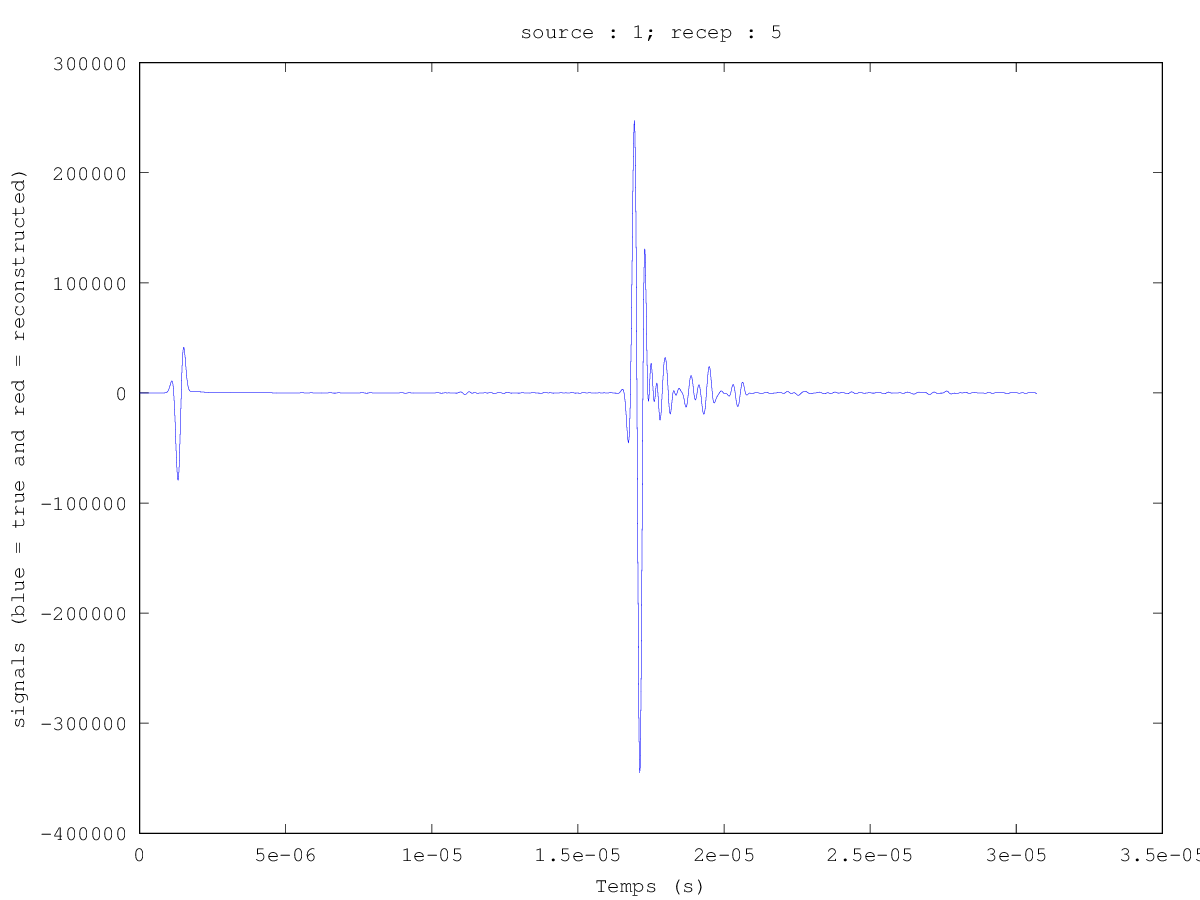 source : 1; recep : 5
300000
200000
100000
0
-100000
-200000
-300000
-400000
signals (blue = true and red = reconstructed)
0 5e-06 1e-05 1.5e-05 2e-05 2.5e-05 3e-05 3.5e-05
Temps (s)